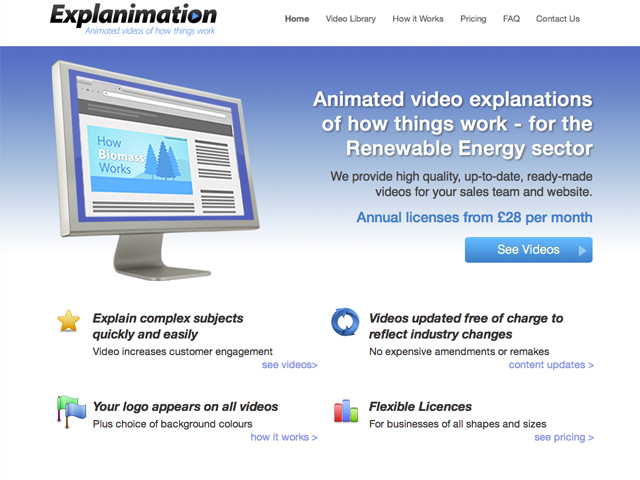 Explanimation
Animated videos of how things work
Home Video Library How it Works Pricing FAQ Contact Us
How
Biomass
Works
Animated video explanations
of how things work - for the
Renewable Energy sector
We provide high quality, up-to-date, ready-made
videos for your sales team and website.
Annual licenses from £28 per month
See Videos
Explain complex subjects
quickly and easily
Video increases customer engagement
see videos>
Videos updated free of charge to
reflect industry changes
No expensive amendments or remakes
content updates >
Your logo appears on all videos
Plus choice of background colours
how it works >
Flexible Licences
For businesses of all shapes and sizes
see pricing >